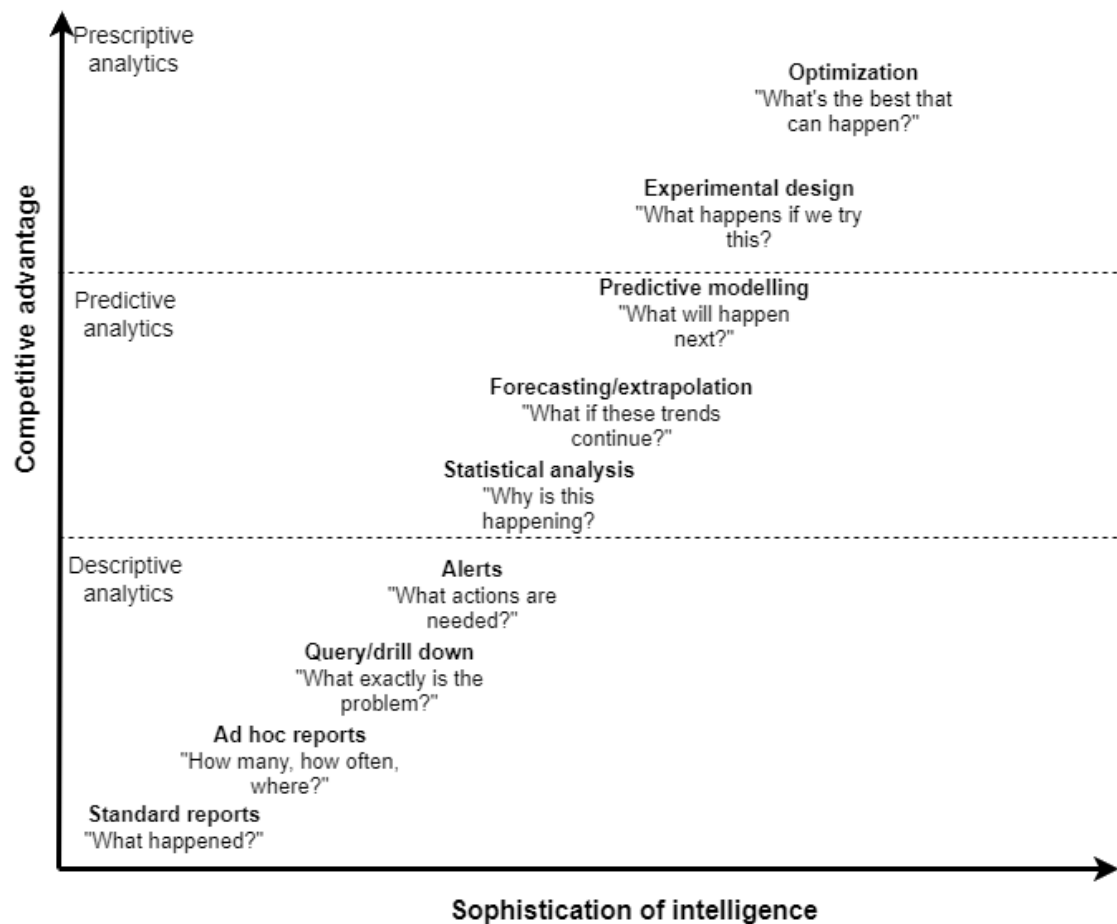 Prescriptive
analytics
Optimization
"What's the best that
can happen?"
Experimental design
"What happens if we try
this?
Competitive advantage
Predictive
analytics
Predictive modelling
"What will happen
next?"
Forecasting/extrapolation
"What if these trends
continue?"
Statistical analysis
"Why is this
happening?
Descriptive
analytics
Alerts
"What actions are
needed?"
Query/drill down
"What exactly is the
problem?"
Ad hoc reports
"How many, how often,
where?"
Standard reports
"What happened?"
Sophistication of intelligence